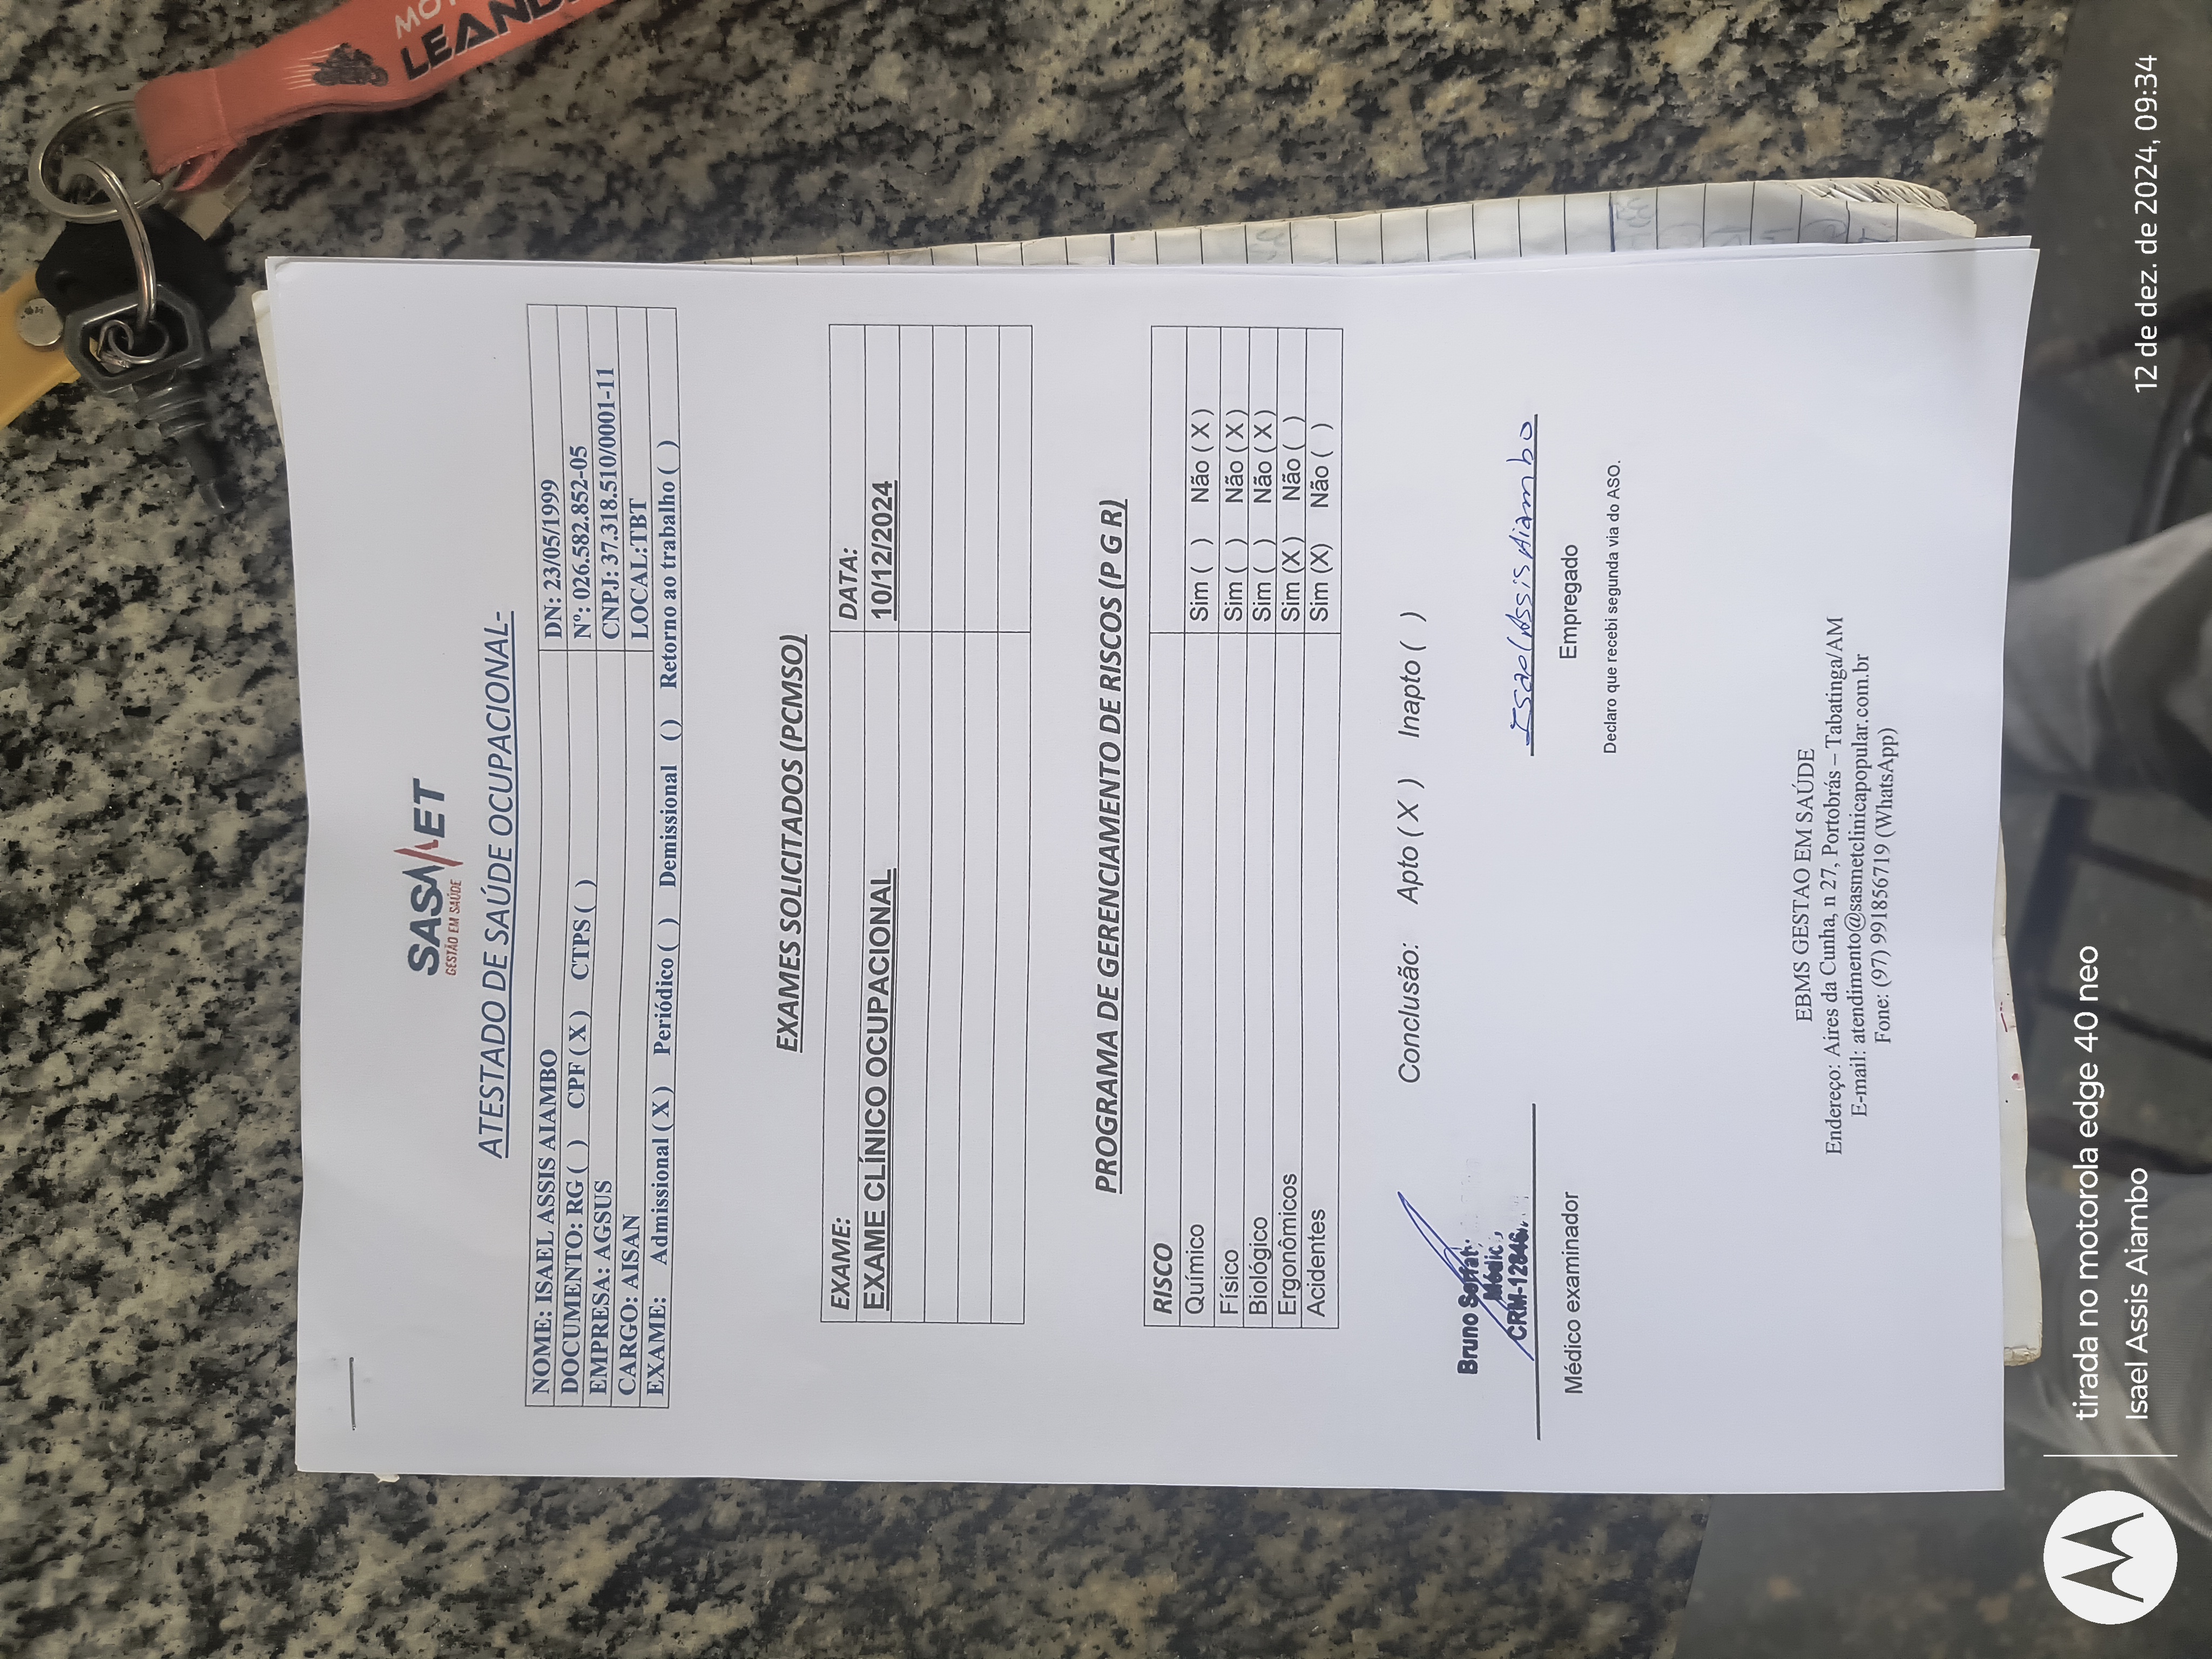 SASMET
GESTÃO EM SAÚDE
ATESTADO DE SAÚDE OCUPACIONAL-
NOME: ISAEL ASSIS AIAMBO DN: 23/05/1999
DOCUMENTO: RG ( ) CPF ( X ) CTPS ( ) Nº: 026.582.852-05
EMPRESA: AGSUS CNPJ: 37.318.510/0001-11
CARGO: AISAN LOCAL:TBT
EXAME: Admissional ( X ) Periódico ( ) Demissional ( ) Retorno ao trabalho ( )
EXAMES SOLICITADOS (PCMSO)
EXAME: DATA:
EXAME CLÍNICO OCUPACIONAL 10/12/2024
PROGRAMA DE GERENCIAMENTO DE RISCOS (P G R)
RISCO
Químico Sim ( ) Não ( X )
Físico Sim ( ) Não ( X )
Biológico Sim ( ) Não ( X )
Ergonômicos Sim (X ) Não ( )
Acidentes Sim (X) Não ( )
Conclusão: Apto ( X ) Inapto ( )
Bruno
CRM-12846
Isael Assis Aiambo
Médico examinador
Empregado
Declaro que recebi segunda via do ASO.
EBMS GESTAO EM SAÚDE
Endereço: Aires da Cunha, n 27, Portobrás – Tabatinga/AM
E-mail: atendimento@sasmetclinicapopular.com.br
Fone: (97) 991856719 (WhatsApp)
tirada no motorola edge 40 neo
Isael Assis Aiambo
12 de dez. de 2024, 09:34